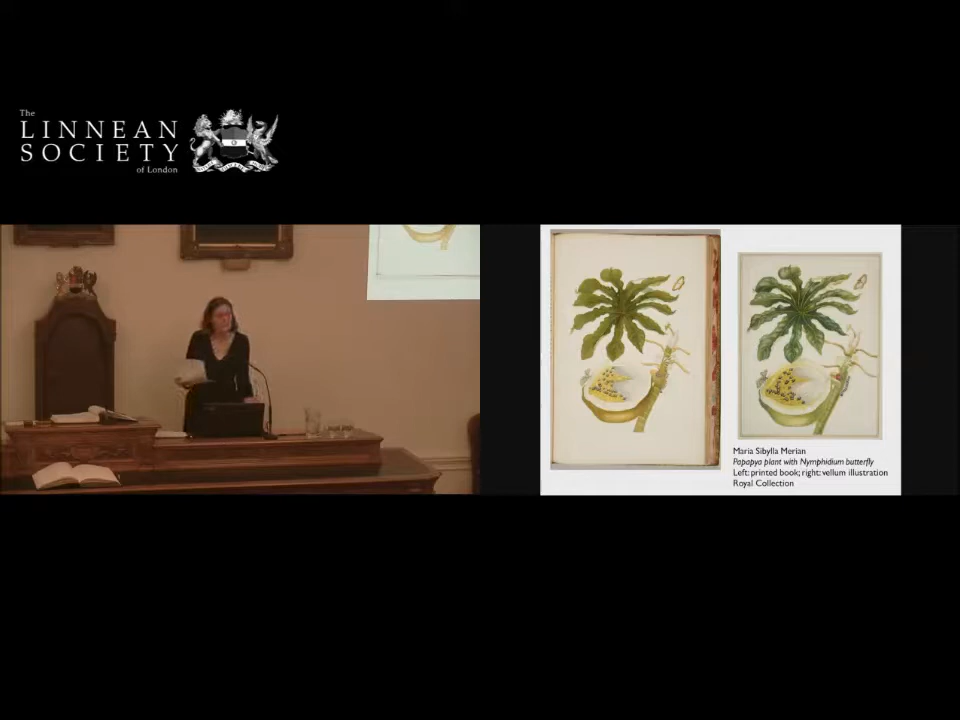 The
LINNEAN
SOCIETY
of London
Maria Sibylla Merian
Papapya plant with Nymphidium butterfly
Left: printed book; right: vellum illustration
Royal Collection